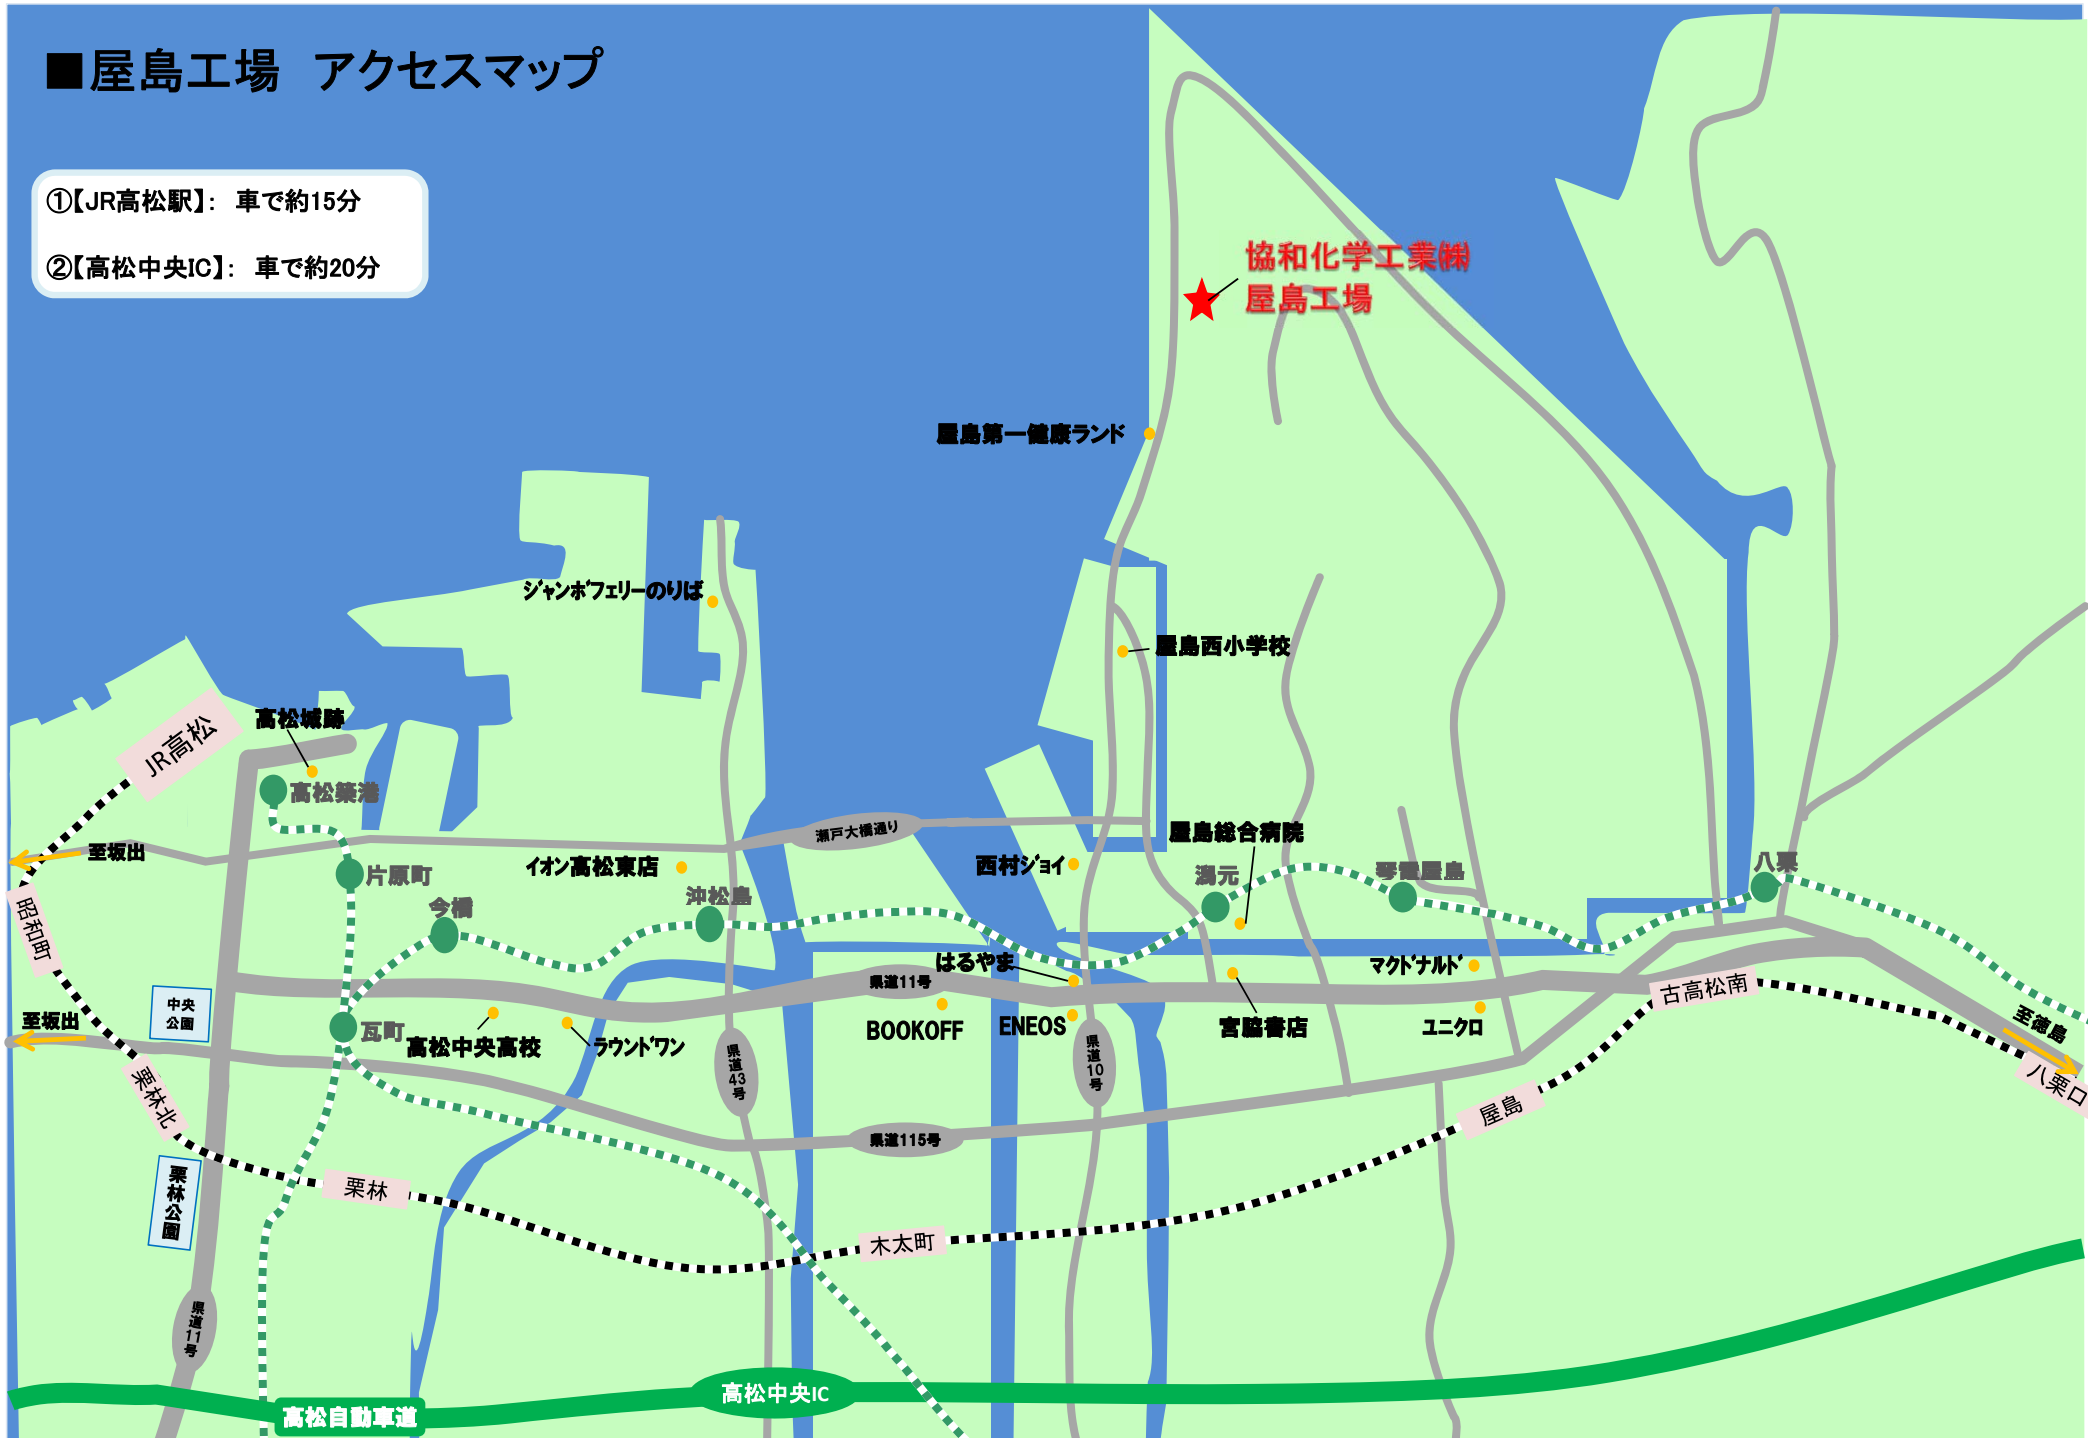 ■屋島工場　アクセスマップ
①【JR高松駅】：　車で約15分
②【高松中央IC】：　車で約20分
協和化学工業㈱
屋島工場
屋島第一健康ランド
ジャンボフェリーのりば
屋島西小学校
JR高松
高松城跡
高松築港
瀬戸大橋通り
屋島総合病院
至坂出
片原町
イオン高松東店
西村ジョイ
潟元
琴電屋島
八栗
今橋
沖松島
昭和町
はるやま
マクドナルド
県道11号
古高松南
中央
公園
至坂出
瓦町
高松中央高校
ラウンドワン
BOOKOFF
ENEOS
宮脇書店
ユニクロ
至徳島
県道43号
県道10号
八栗口
栗林北
屋島
県道115号
栗林公園
栗林
木太町
県道11号
高松中央IC
高松自動車道